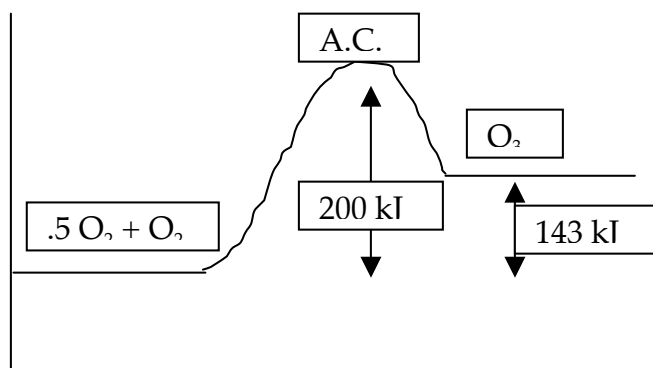 A.C.
O₃
.5 O₂ + O₂
200 kJ
143 kJ